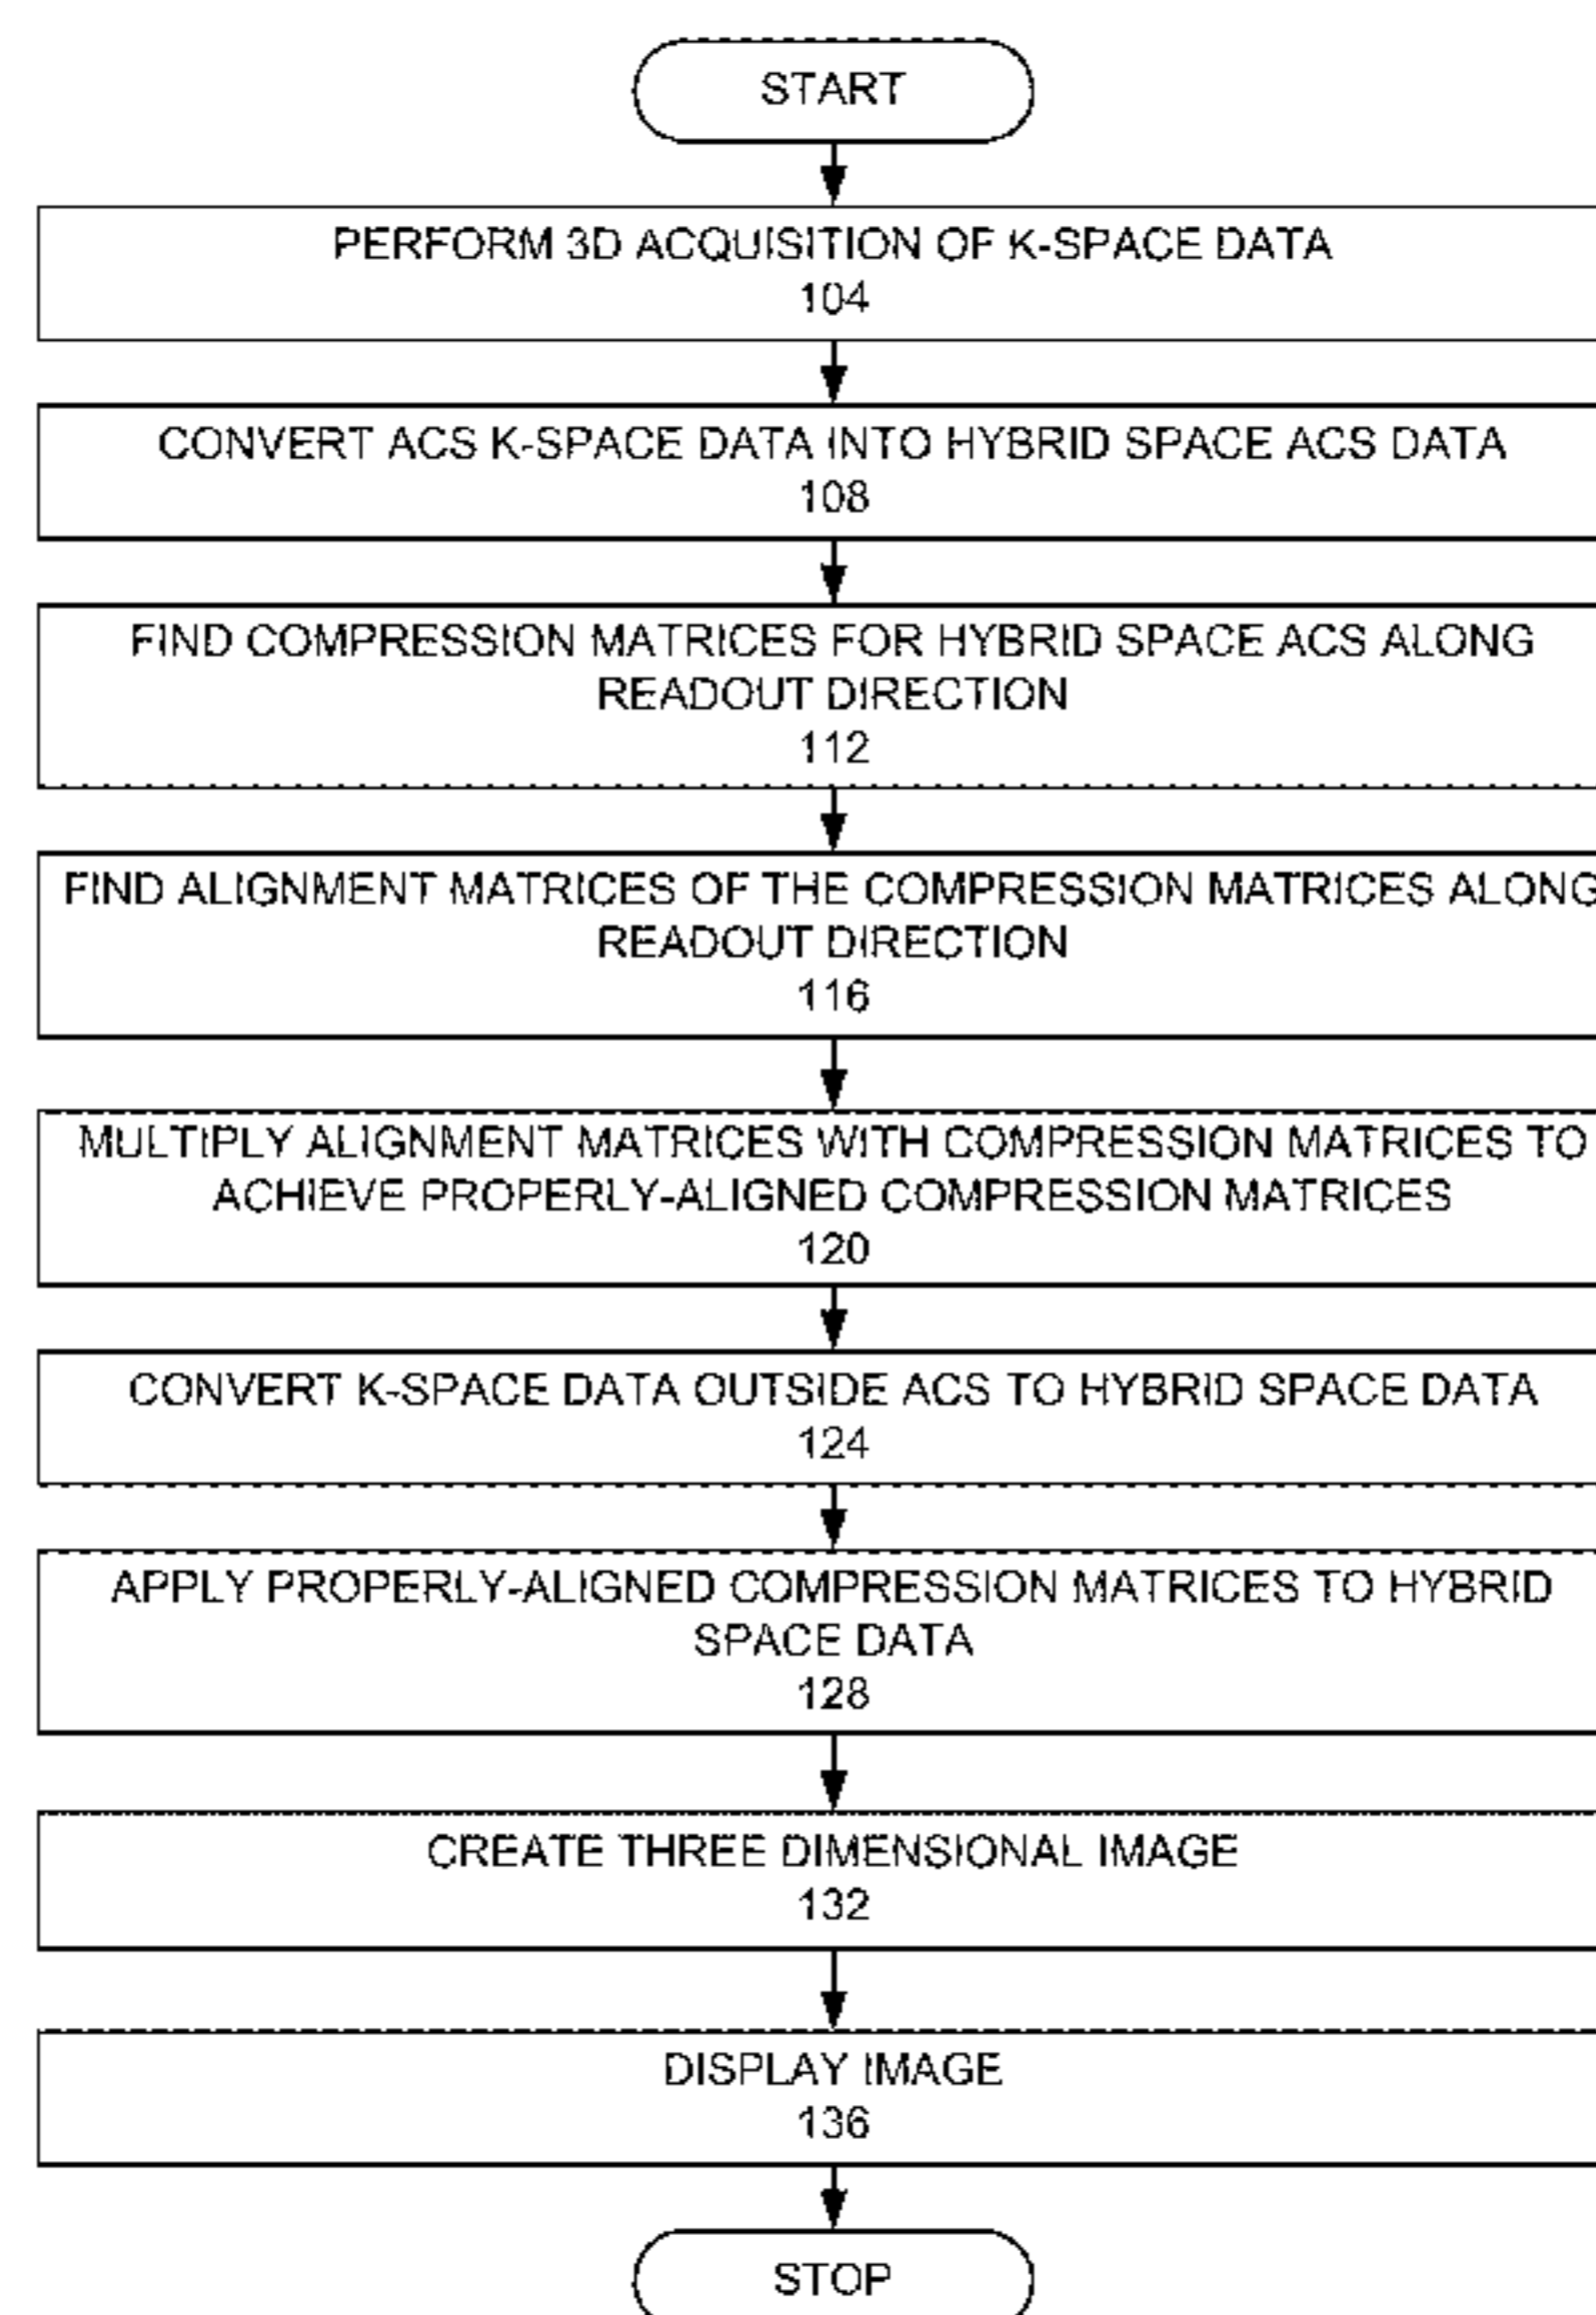 START
PERFORM 3D ACQUISITION OF K-SPACE DATA
104
CONVERT ACS K-SPACE DATA INTO HYBRID SPACE ACS DATA
108
FIND COMPRESSION MATRICES FOR HYBRID SPACE ACS ALONG
READOUT DIRECTION
112
FIND ALIGNMENT MATRICES OF THE COMPRESSION MATRICES ALONG
READOUT DIRECTION
116
MULTIPLY ALIGNMENT MATRICES WITH COMPRESSION MATRICES TO
ACHIEVE PROPERLY-ALIGNED COMPRESSION MATRICES
120
CONVERT K-SPACE DATA OUTSIDE ACS TO HYBRID SPACE DATA
124
APPLY PROPERLY-ALIGNED COMPRESSION MATRICES TO HYBRID
SPACE DATA
128
CREATE THREE DIMENSIONAL IMAGE
132
DISPLAY IMAGE
136
STOP